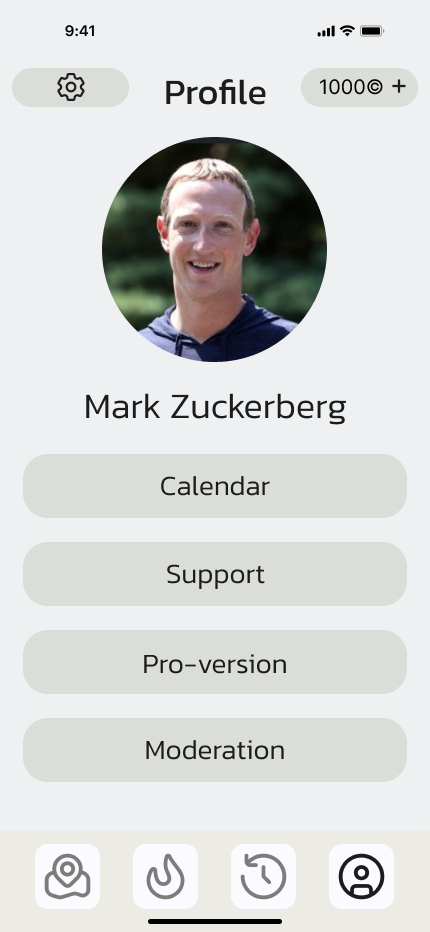 9:41
Profile
1000© +
Mark Zuckerberg
Calendar
Support
Pro-version
Moderation